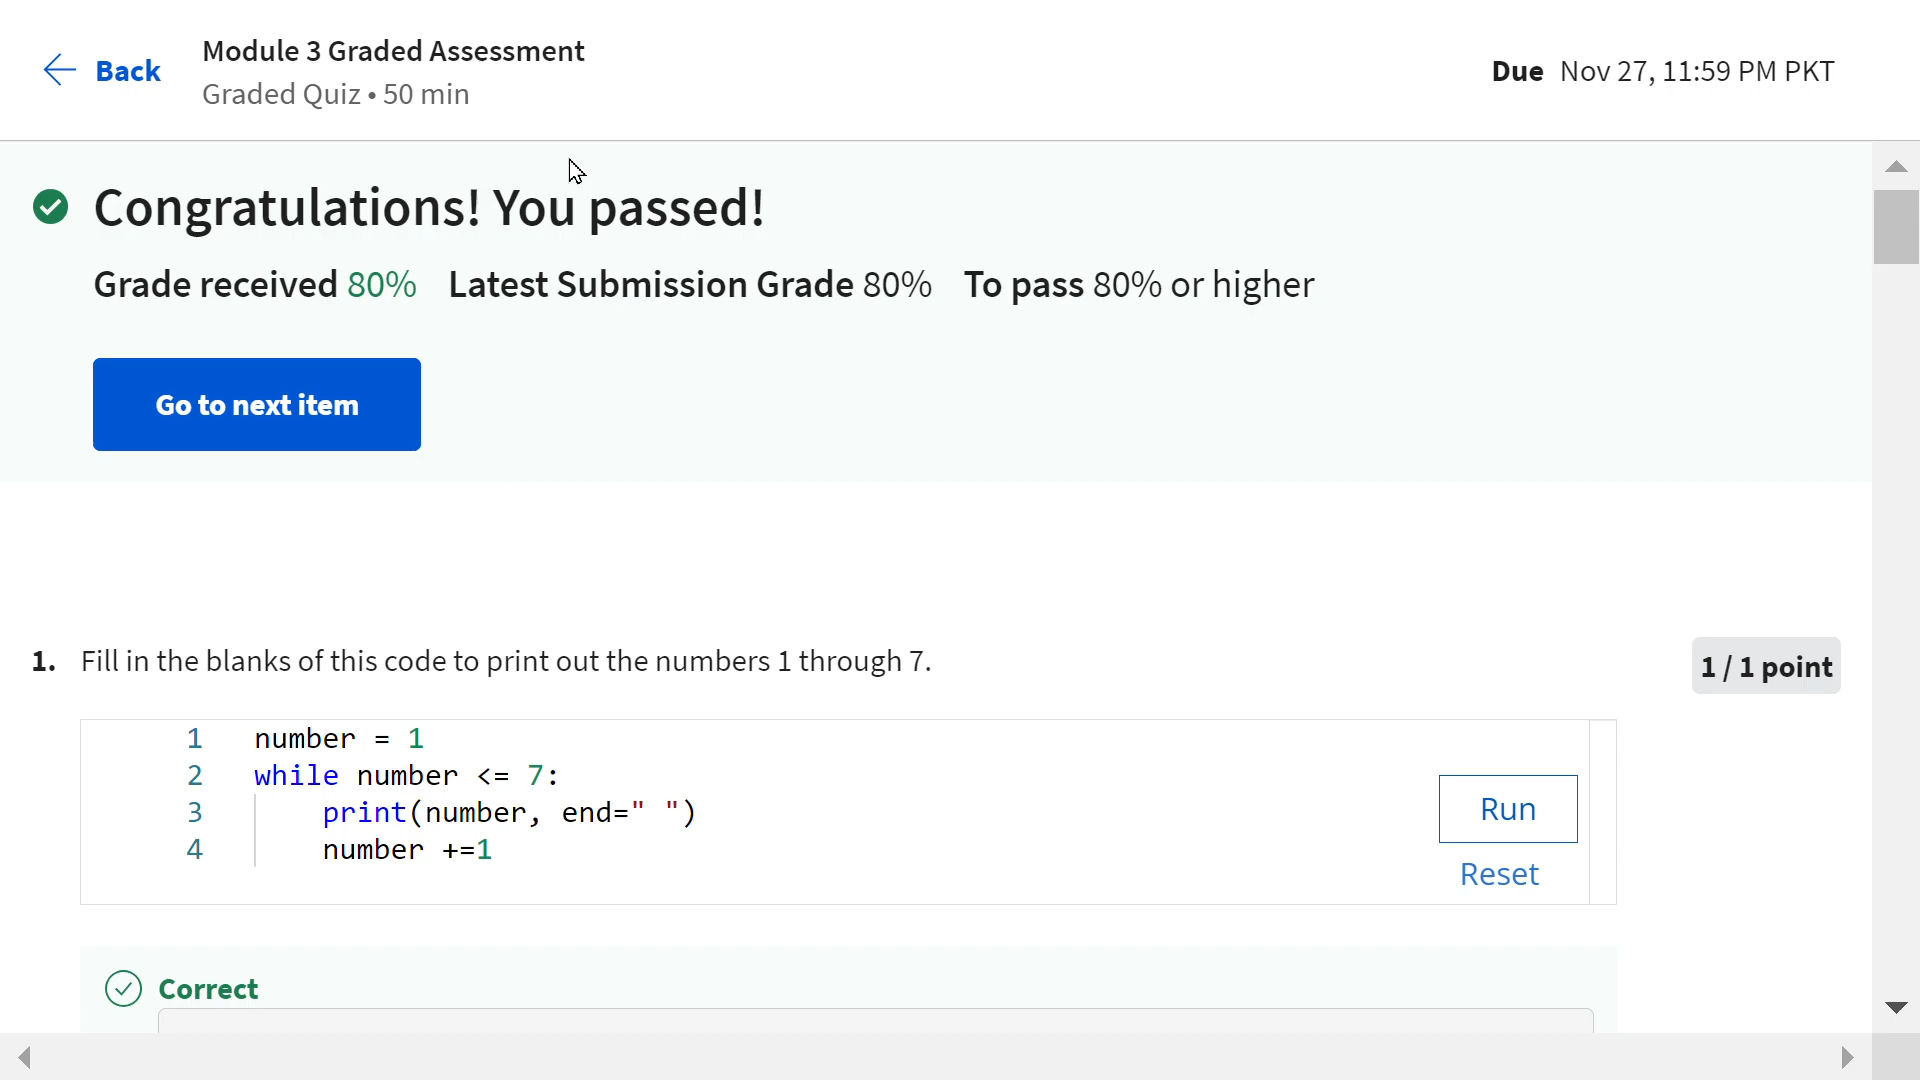 Back
Module 3 Graded Assessment
Graded Quiz • 50 min
Due Nov 27, 11:59 PM PKT
Congratulations! You passed!
Grade received 80% Latest Submission Grade 80% To pass 80% or higher
Go to next item
1. Fill in the blanks of this code to print out the numbers 1 through 7.
1 / 1 point
1 number = 1
2 while number <= 7:
3     print(number, end=" ")
4     number +=1
Run
Reset
Correct